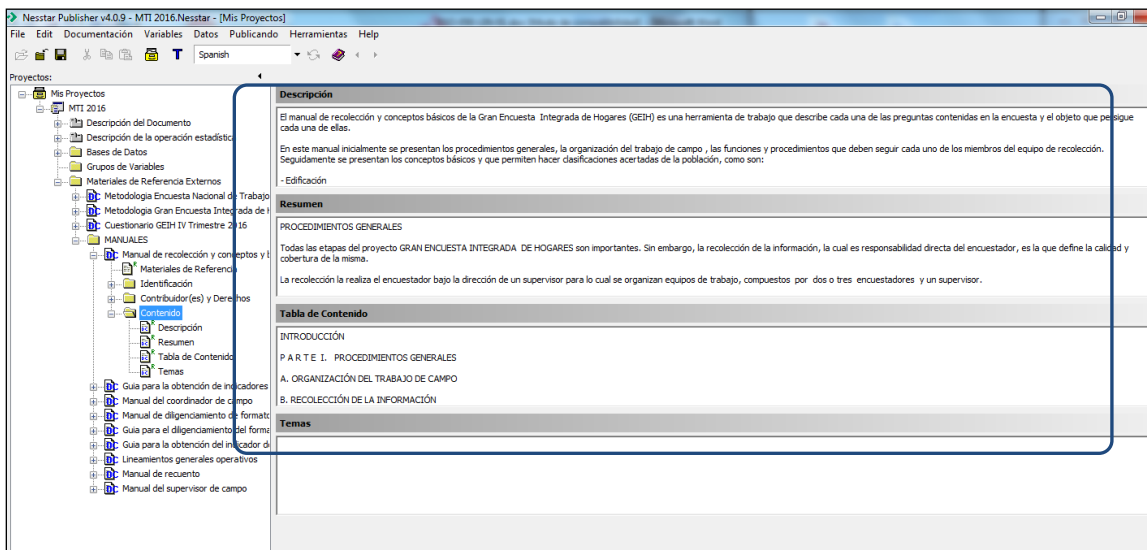 Nesstar Publisher v4.0.9 - MTI 2016.Nesstar - [Mis Proyectos]
File Edit Documentación Variables Datos Publicando Herramientas Help
T Spanish
Proyectos:
Mis Proyectos
MTI 2016
Descripción del Documento
Descripción de la operación estadística
Bases de Datos
Grupos de Variables
Materiales de Referencia Externos
Metodologia Encuesta Nacional de Trabajo
Metodologia Gran Encuesta Integrada de H
Cuestionario GEIH IV Trimestre 2016
MANUALES
Manual de recolección y conceptos y b
Materiales de Referencia
Identificación
Contribuidor(es) y Derechos
Contenido
Descripción
Resumen
Tabla de Contenido
Temas
Guia para la obtención de indicadores
Manual del coordinador de campo
Manual de diligenciamiento de formato
Guia para el diligenciamiento del forma
Guia para la obtención del indicador de
Lineamientos generales operativos
Manual de recuento
Manual del supervisor de campo
Descripción
El manual de recolección y conceptos básicos de la Gran Encuesta Integrada de Hogares (GEIH) es una herramienta de trabajo que describe cada una de las preguntas contenidas en la encuesta y el objeto que persigue
cada una de ellas.
En este manual inicialmente se presentan los procedimientos generales, la organización del trabajo de campo , las funciones y procedimientos que deben seguir cada uno de los miembros del equipo de recolección.
Seguidamente se presentan los conceptos básicos y que permiten hacer clasificaciones acertadas de la población, como son:
- Edificación
Resumen
PROCEDIMIENTOS GENERALES
Todas las etapas del proyecto GRAN ENCUESTA INTEGRADA DE HOGARES son importantes. Sin embargo, la recolección de la información, la cual es responsabilidad directa del encuestador, es la que define la calidad y
cobertura de la misma.
La recolección la realiza el encuestador bajo la dirección de un supervisor para lo cual se organizan equipos de trabajo, compuestos por dos o tres encuestadores y un supervisor.
Tabla de Contenido
INTRODUCCIÓN
P A R T E I. PROCEDIMIENTOS GENERALES
A. ORGANIZACIÓN DEL TRABAJO DE CAMPO
B. RECOLECCIÓN DE LA INFORMACIÓN
Temas